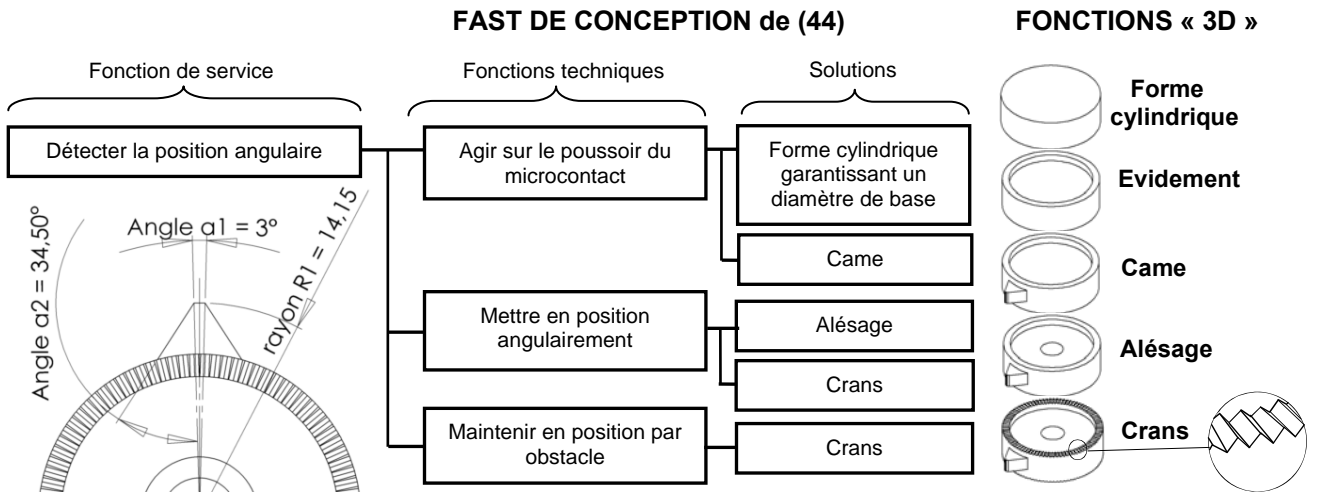 FAST DE CONCEPTION de (44)
FONCTIONS « 3D »
Fonction de service
Fonctions techniques
Solutions
Détecter la position angulaire
Agir sur le poussoir du
microcontact
Forme cylindrique
garantissant un
diamètre de base
Came
Mettre en position
angulairement
Alésage
Crans
Maintenir en position par
obstacle
Crans
Angle α2 = 34,50°
Angle α1 = 3°
rayon R1 = 14,15
Forme
cylindrique
Evidement
Came
Alésage
Crans